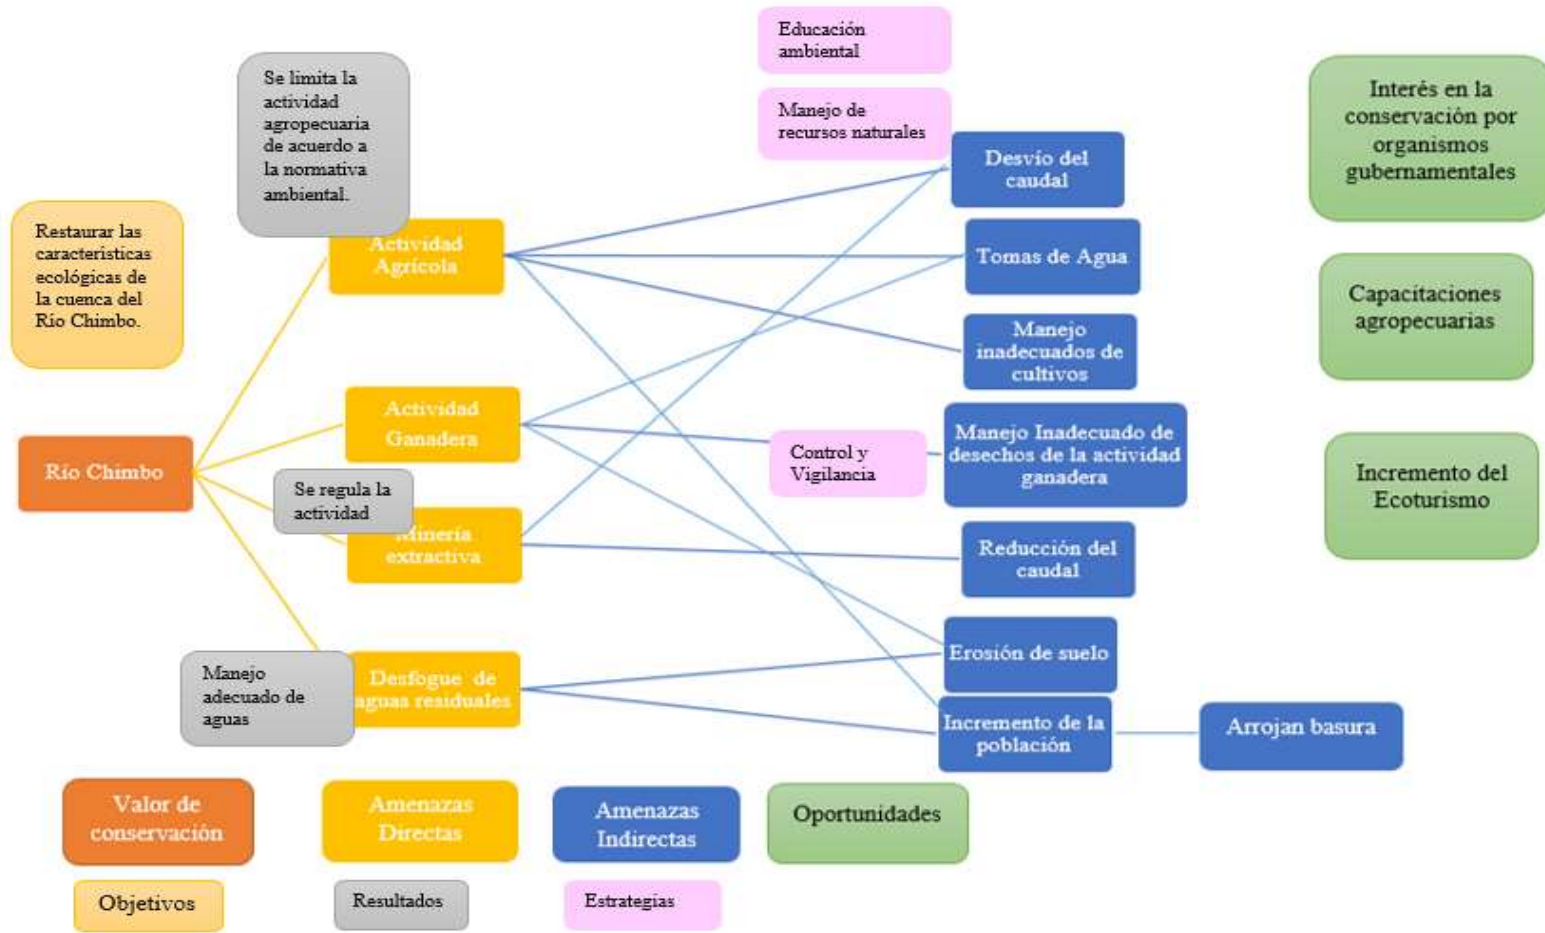 Educación
ambiental
Manejo de
recursos naturales
Se limita la
actividad
agropecuaria
de acuerdo a
la normativa
ambiental.
Restaurar las
características
ecológicas de
la cuenca del
Río Chimbo.
Río Chimbo
Actividad
Agrícola
Actividad
Ganadera
Se regula la
actividad
Minería
extractiva
Manejo
adecuado de
aguas
Desfogue de
aguas residuales
Desvío del
caudal
Tomas de Agua
Manejo
inadecuados de
cultivos
Control y
Vigilancia
Manejo Inadecuado de
desechos de la actividad
ganadera
Reducción del
caudal
Erosión de suelo
Incremento de la
población
Arrojan basura
Interés en la
conservación por
organismos
gubernamentales
Capacitaciones
agropecuarias
Incremento del
Ecoturismo
Valor de
conservación
Amenazas
Directas
Amenazas
Indirectas
Oportunidades
Objetivos
Resultados
Estrategias